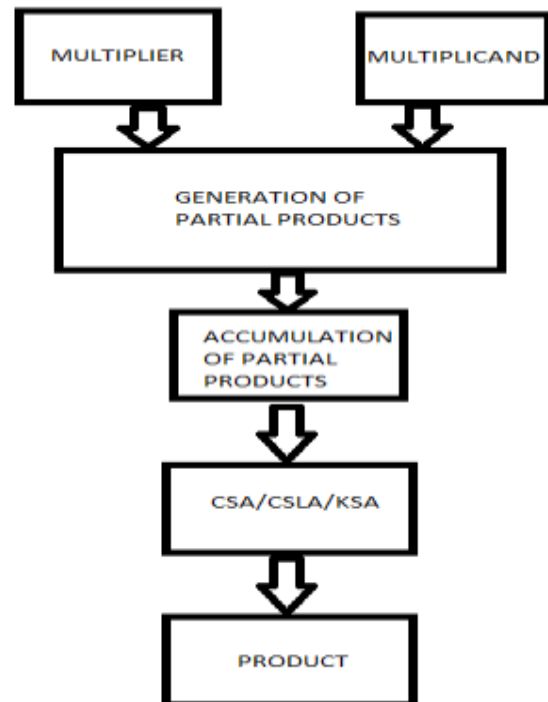 MULTIPLIER
MULTIPLICAND
GENERATION OF
PARTIAL PRODUCTS
ACCUMULATION
OF PARTIAL
PRODUCTS
CSA/CSLA/KSA
PRODUCT